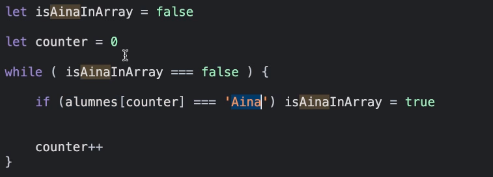 let isAinaInArray = false
let counter = 0
while ( isAinaInArray === false ) {
if (alumnes[counter] === 'Aina') isAinaInArray = true
counter++
}